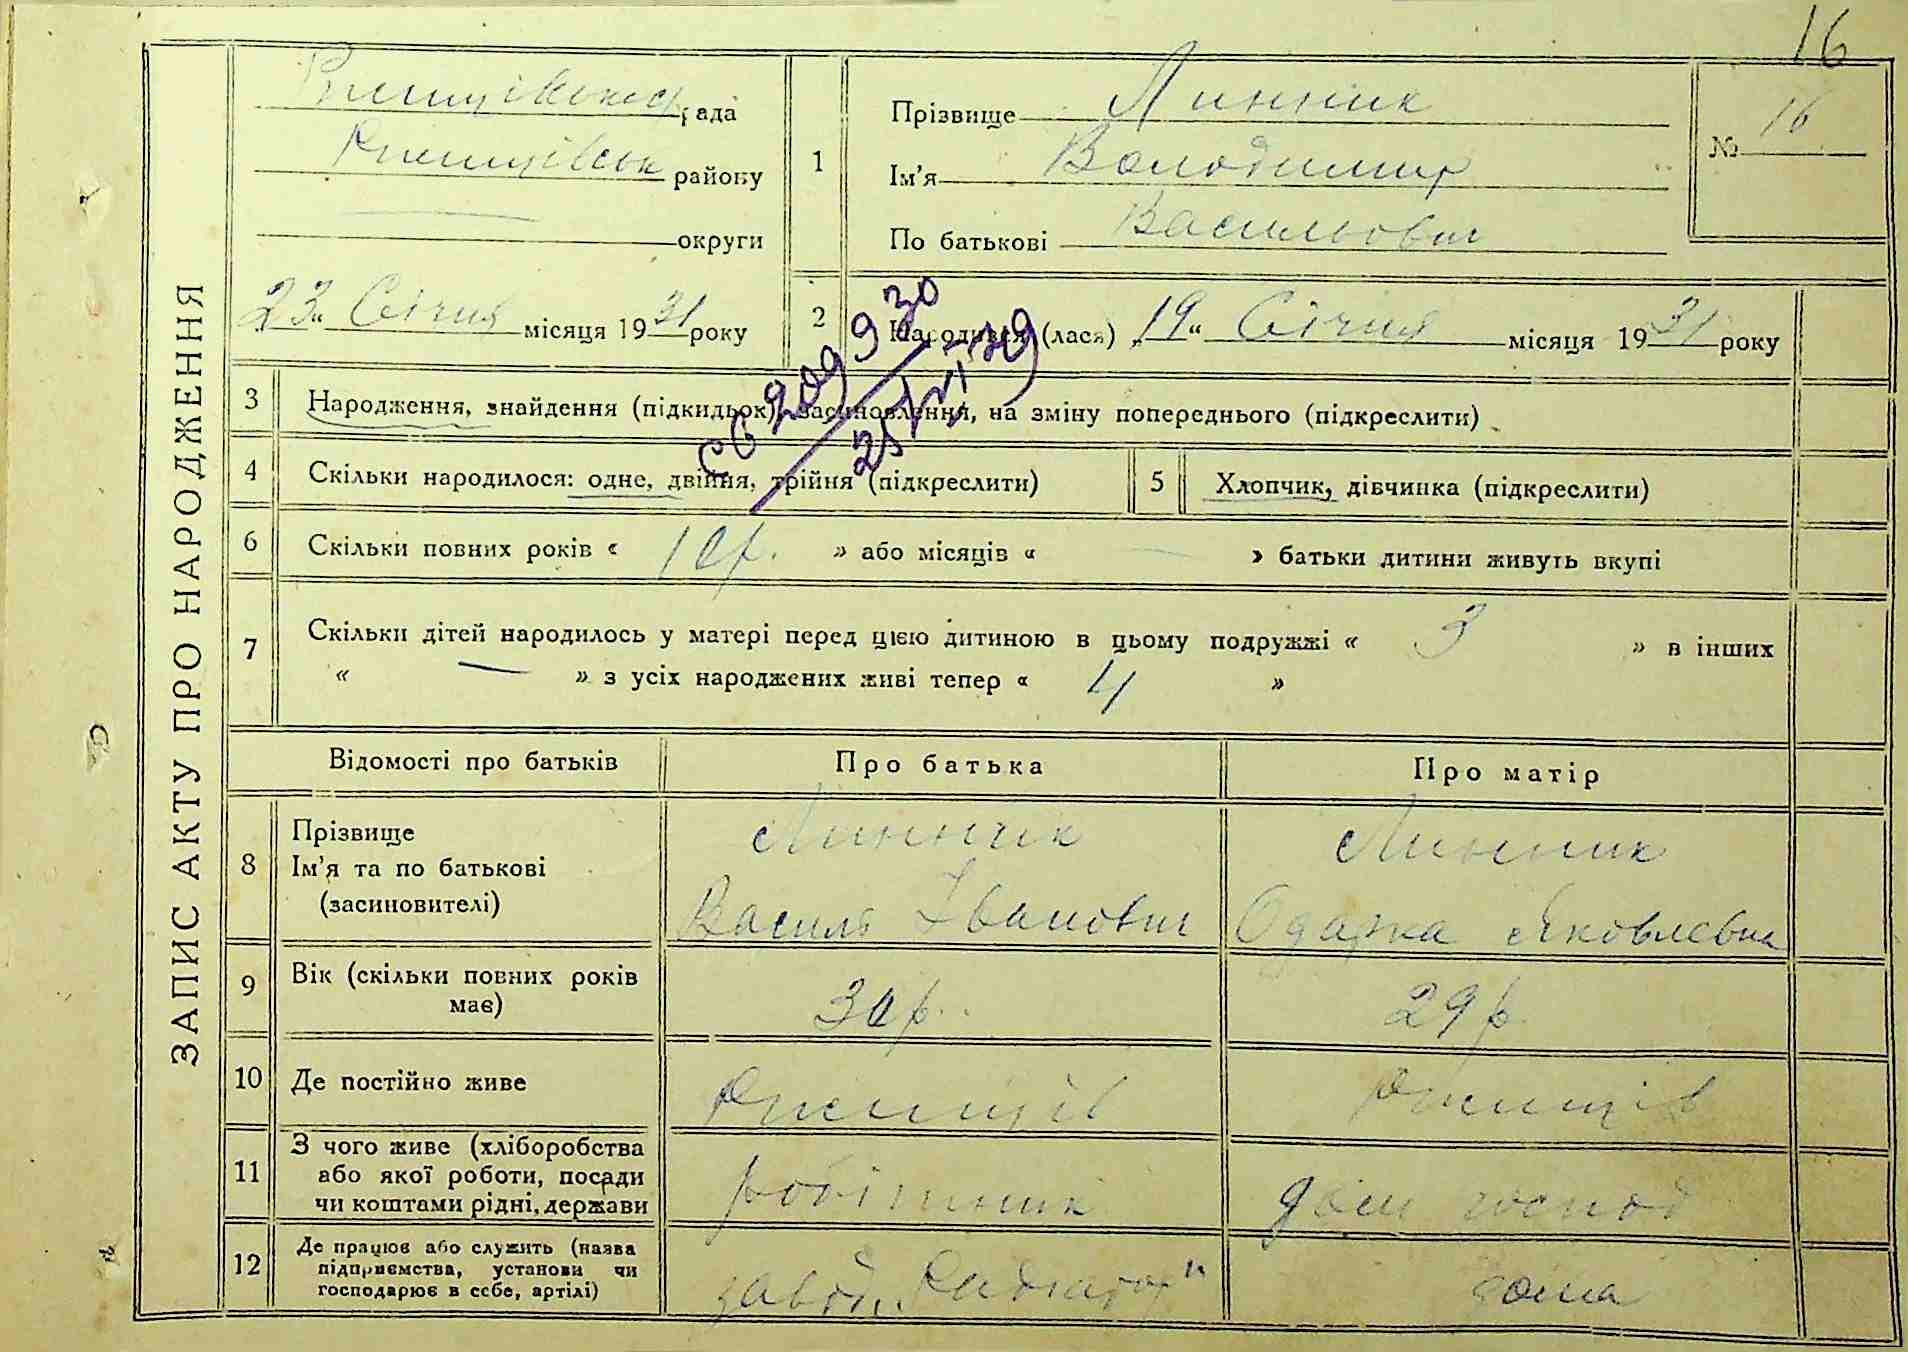 16
ЗАПИС АКТУ ПРО НАРОДЖЕННЯ
Ржищівська рада
Ржищівськ району
округи
23 „ Січня місяця 1931 року
1
Прізвище Линник
Ім'я Володимир
По батькові Васильович
№ 16
2 Народився (лася) „19“ Січня місяця 1931 року
3 Народження, знайдення (підкидьок), засиновлення, на зміну попереднього (підкреслити)
4 Скільки народилося: одне, двійня, трійня (підкреслити)
5 Хлопчик, дівчинка (підкреслити)
6 Скільки повних років « 10 р. » або місяців « — » батьки дитини живуть вкупі
7 Скільки дітей народилось у матері перед цією дитиною в цьому подружжі « 3 » в інших
« — » з усіх народжених живі тепер « 4 »
Відомості про батьків Про батька Про матір
8 Прізвище
Ім'я та по батькові
(засиновителі)
Линник
Василь Іванович
Линник
Одарка Яковлевна
9 Вік (скільки повних років
має)
30 р. 29 р.
10 Де постійно живе Ржищів Ржищів
11 З чого живе (хліборобства
або якої роботи, посади
чи коштами рідні, держави
робітник дом господ
12 Де працює або служить (назва
підприємства, установи чи
господарює в себе, артілі)
завод „Радіатор“ дома